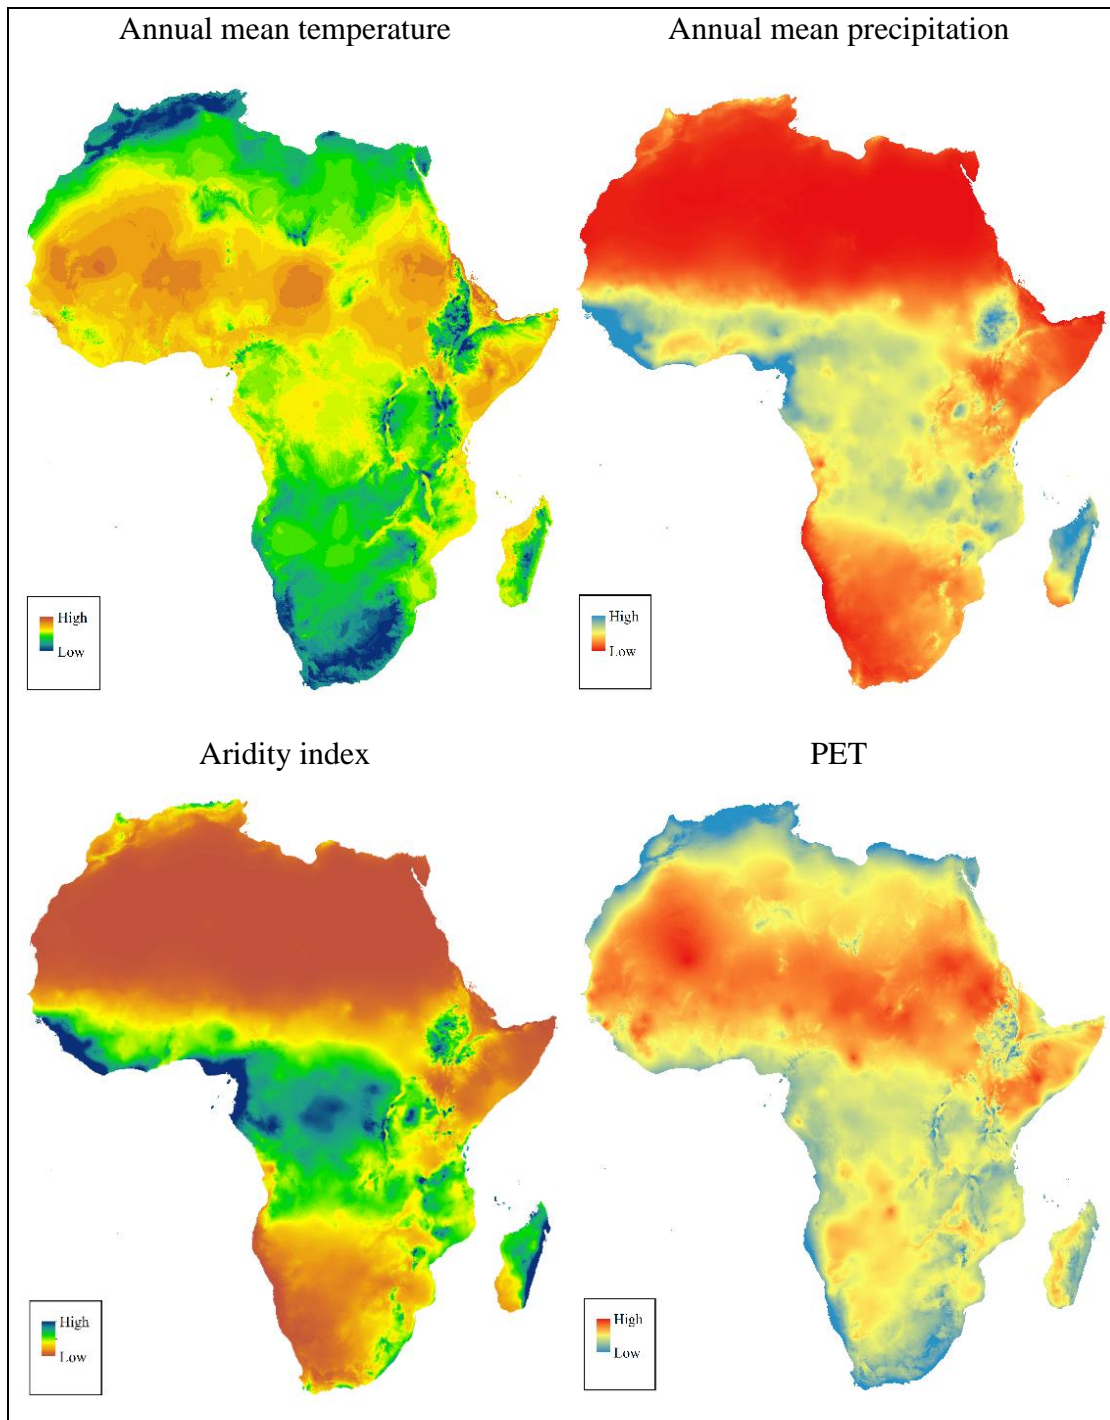 Annual mean temperature
Annual mean precipitation
High
Low
High
Low
Aridity index
PET
High
Low
High
Low